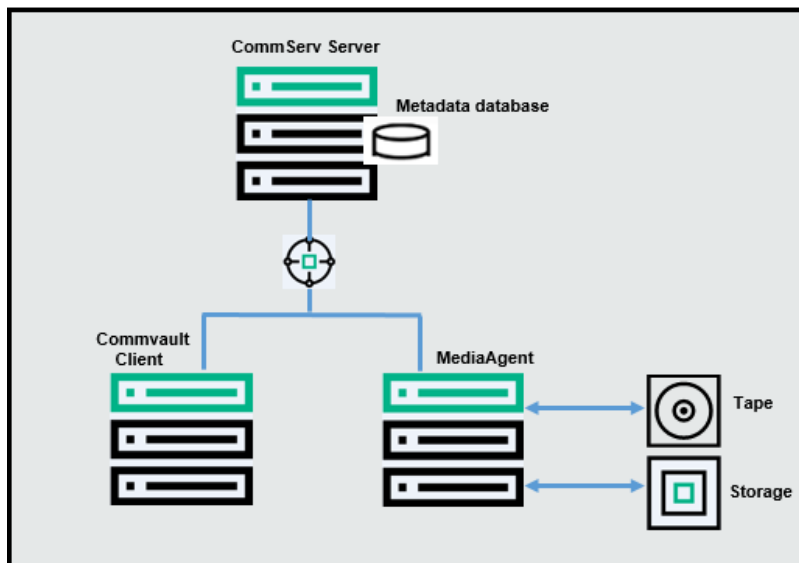 CommServ Server
Metadata database
Commvault
Client
MediaAgent
Tape
Storage